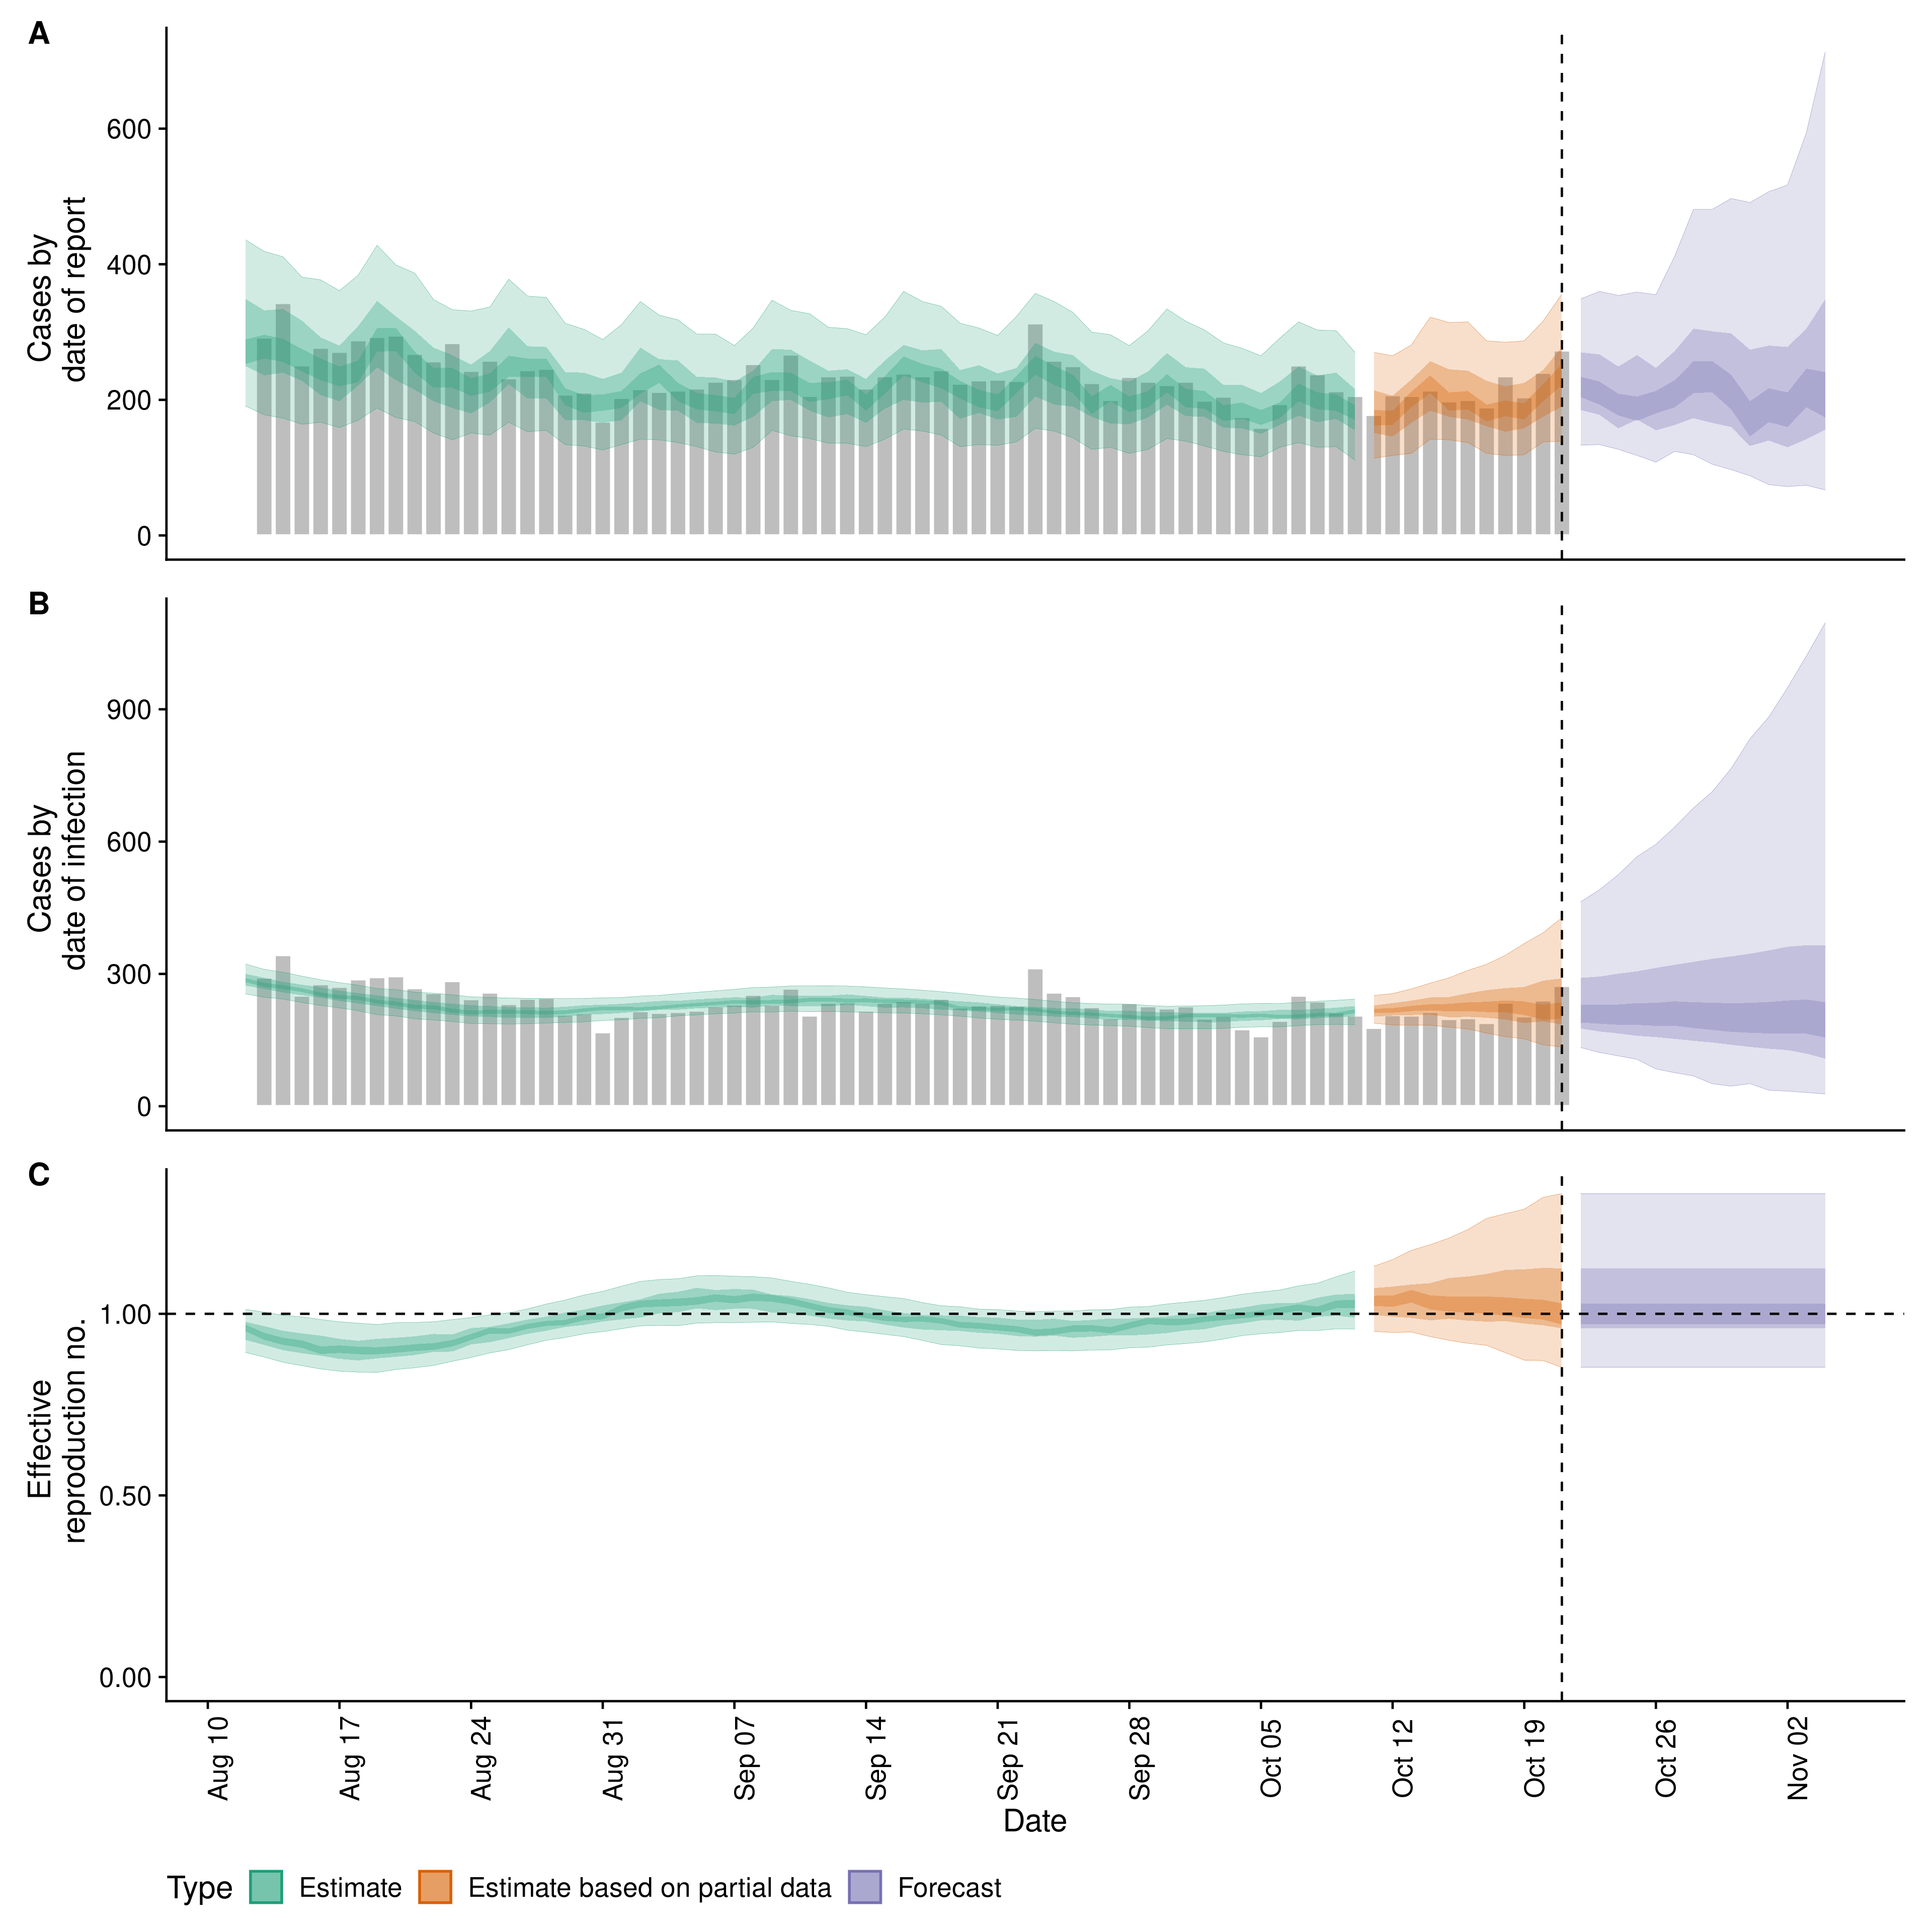 A
Cases by
date of report
600
400
200
0
B
Cases by
date of infection
900
600
300
0
C
Effective
reproduction no.
1.00
0.50
0.00
Aug 10
Aug 17
Aug 24
Aug 31
Sep 07
Sep 14
Sep 21
Sep 28
Oct 05
Oct 12
Oct 19
Oct 26
Nov 02
Date
Type
Estimate
Estimate based on partial data
Forecast